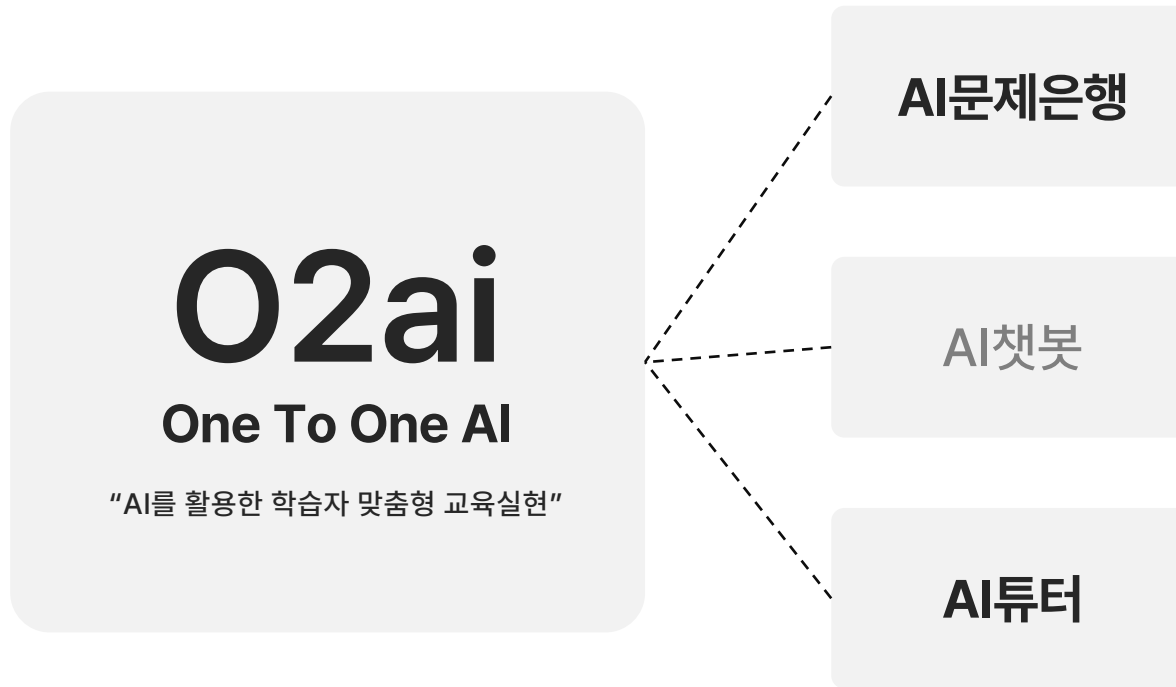 O2ai
One To One AI
“AI를 활용한 학습자 맞춤형 교육실현”
AI문제은행
AI챗봇
AI튜터